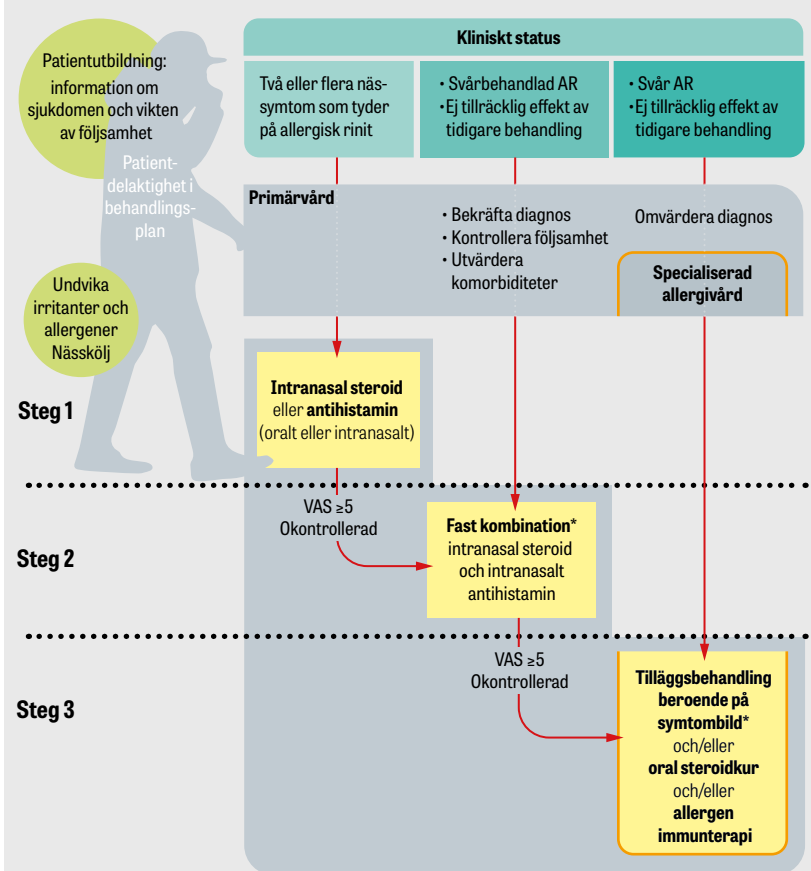 Patientutbildning:
information om
sjukdomen och vikten
av följsamhet
Patient-
delaktighet i
behandlings-
plan
Undvika
irritanter och
allergener
Nässkölj
Kliniskt status
Två eller flera näs-
symtom som tyder
på allergisk rinit
• Svårbehandlad AR
•Ej tillräcklig effekt av
tidigare behandling
• Svår AR
•Ej tillräcklig effekt av
tidigare behandling
Primärvård
• Bekräfta diagnos
• Kontrollera följsamhet
• Utvärdera
komorbiditeter
Omvärdera diagnos
Specialiserad
allergivård
Steg 1
Intranasal steroid
eller antihistamin
(oralt eller intranasalt)
VAS ≥5
Okontrollerad
Steg 2
Fast kombination*
intranasal steroid
och intranasalt
antihistamin
VAS ≥5
Okontrollerad
Steg 3
Tilläggsbehandling
beroende på
symtombild*
och/eller
oral steroidkur
och/eller
allergen
immunterapi